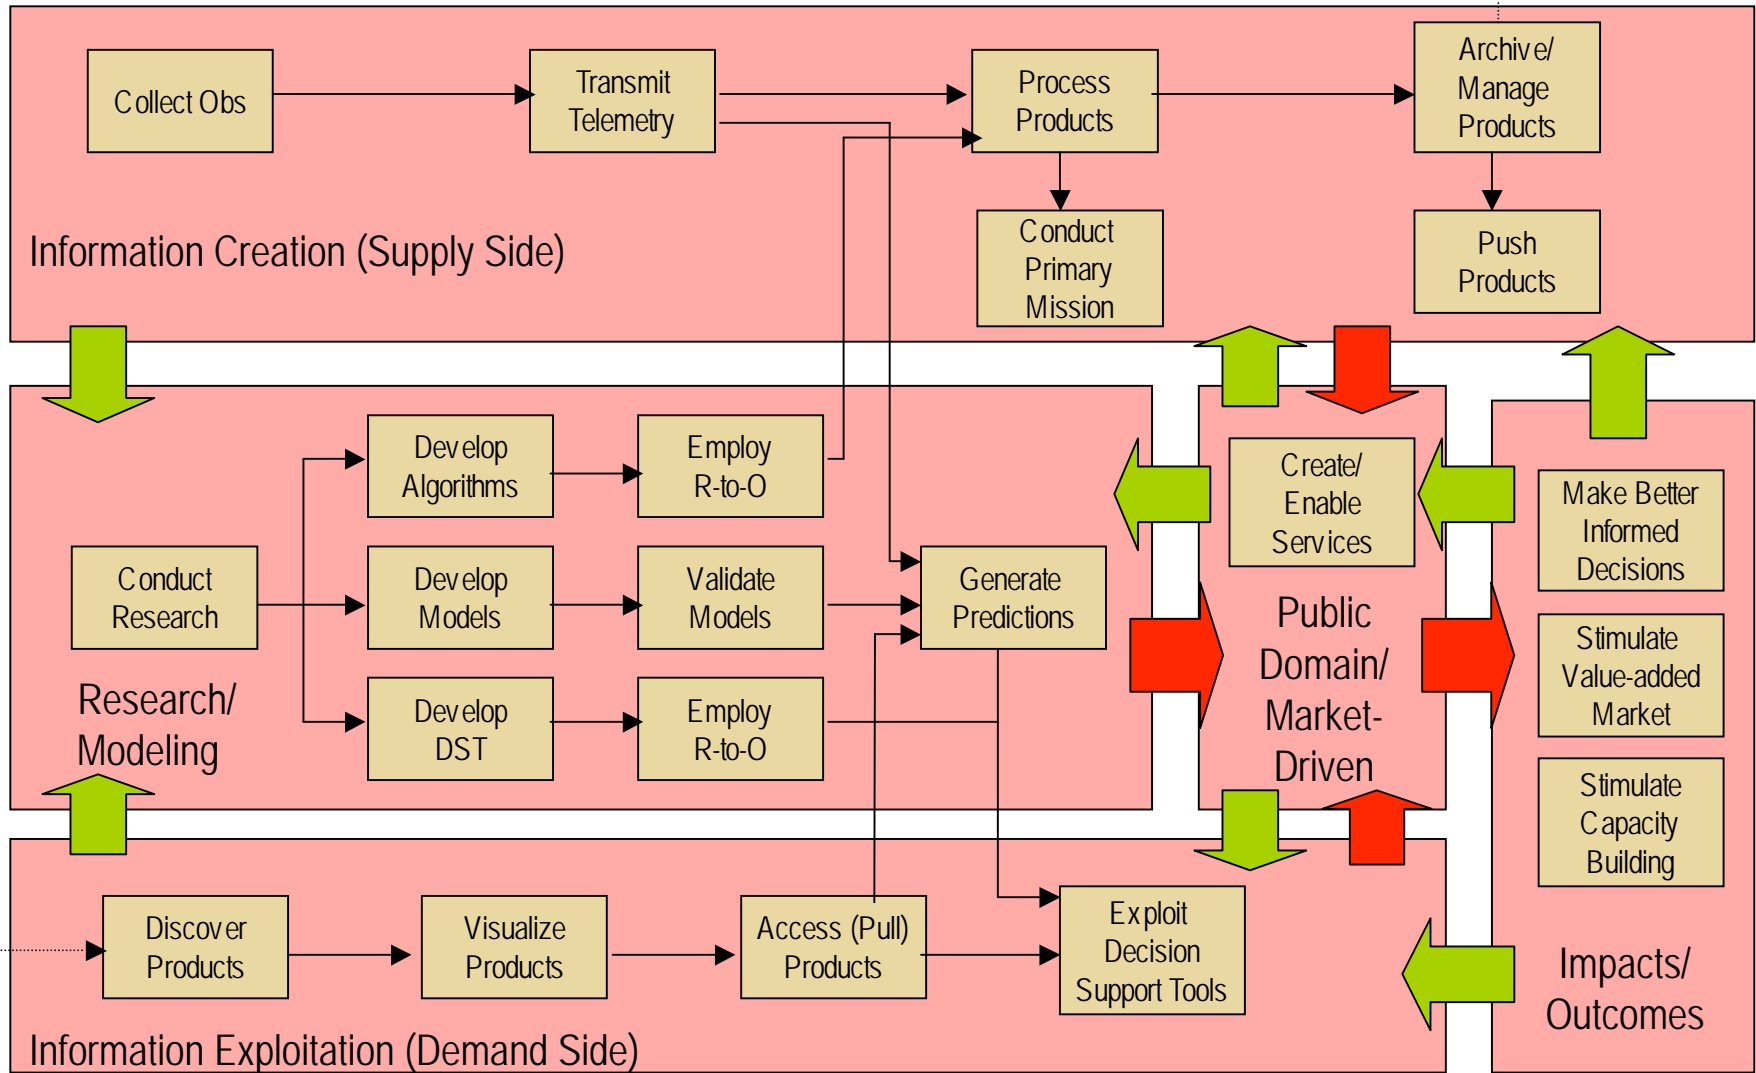 Collect Obs
Transmit
Telemetry
Process
Products
Archive/
Manage
Products
Conduct
Primary
Mission
Push
Products
Information Creation (Supply Side)
Develop
Algorithms
Employ
R-to-O
Conduct
Research
Develop
Models
Validate
Models
Generate
Predictions
Develop
DST
Employ
R-to-O
Research/
Modeling
Create/
Enable
Services
Public
Domain/
Market-
Driven
Make Better
Informed
Decisions
Stimulate
Value-added
Market
Stimulate
Capacity
Building
Impacts/
Outcomes
Discover
Products
Visualize
Products
Access (Pull)
Products
Exploit
Decision
Support Tools
Information Exploitation (Demand Side)